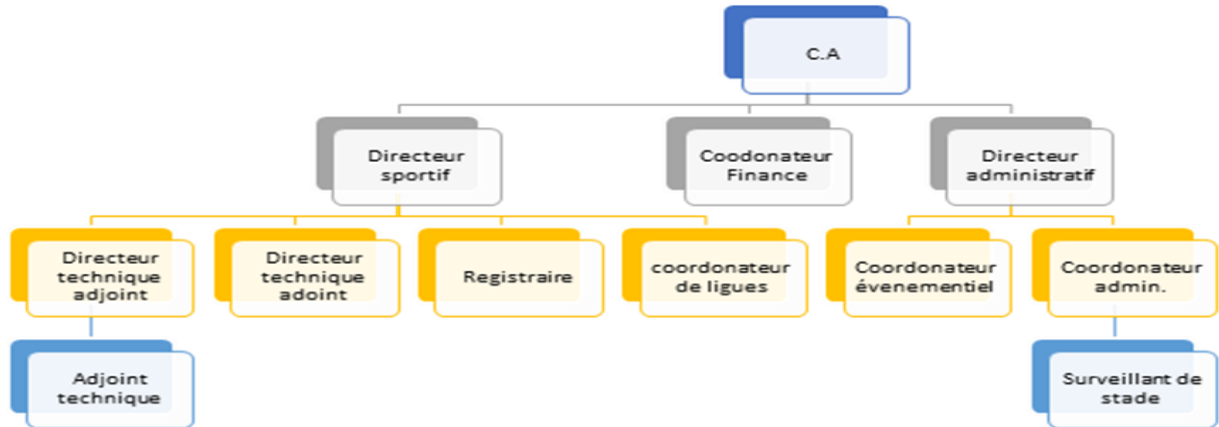 C.A
Directeur
sportif
Coodonateur
Finance
Directeur
administratif
Directeur
technique
adjoint
Directeur
technique
adoint
Registraire
coordonateur
de ligues
Coordonateur
évenementiel
Coordonateur
admin.
Adjoint
technique
Surveillant de
stade